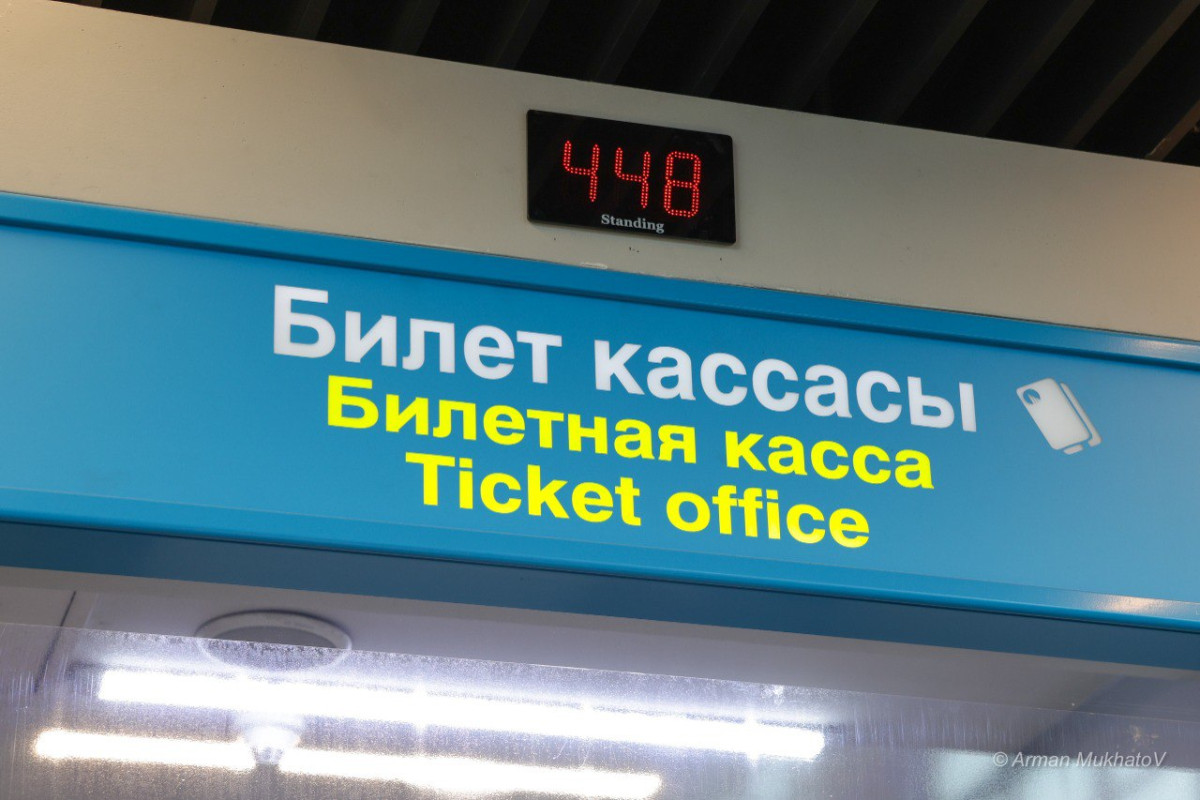 448
Standing
Билет кассасы
Билетная касса
Ticket office
© Arman MukhatoV